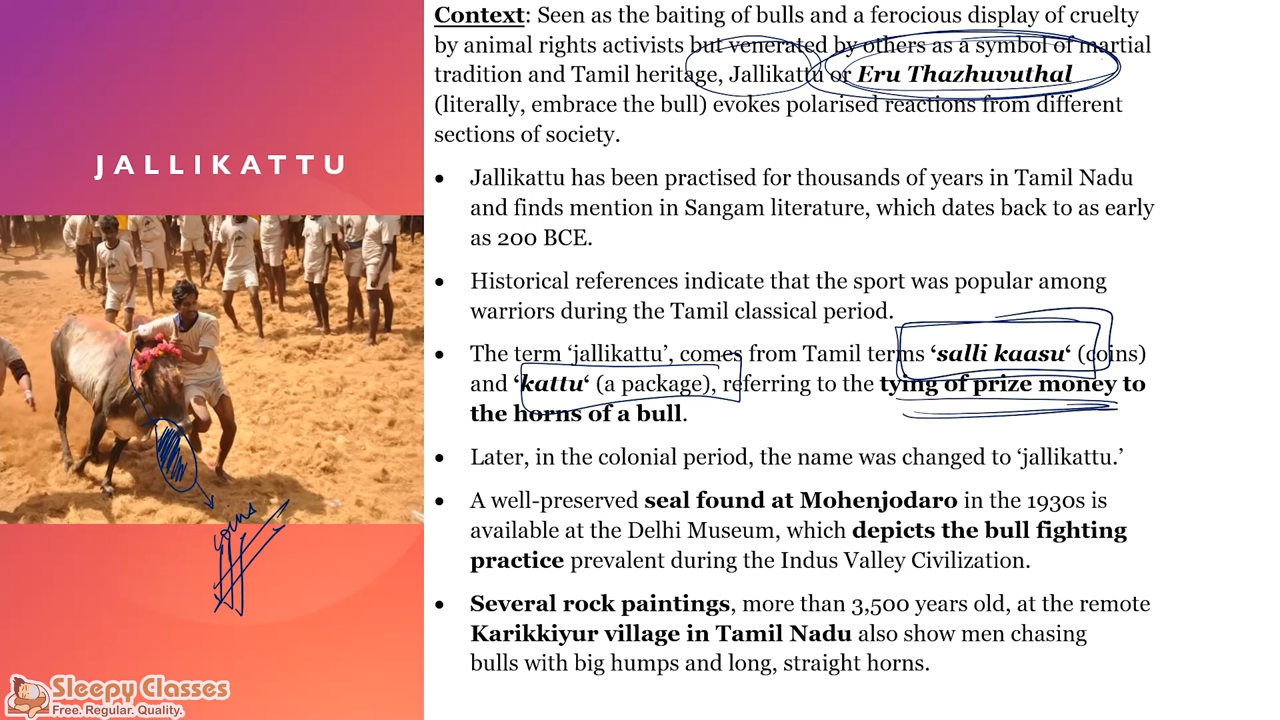 JALLIKATTU
Context: Seen as the baiting of bulls and a ferocious display of cruelty
by animal rights activists but venerated by others as a symbol of martial
tradition and Tamil heritage, Jallikattu or Eru Thazhuvuthal
(literally, embrace the bull) evokes polarised reactions from different
sections of society.
• Jallikattu has been practised for thousands of years in Tamil Nadu
and finds mention in Sangam literature, which dates back to as early
as 200 BCE.
• Historical references indicate that the sport was popular among
warriors during the Tamil classical period.
• The term ‘jallikattu’, comes from Tamil terms ‘salli kaasu‘ (coins)
and ‘kattu‘ (a package), referring to the tying of prize money to
the horns of a bull.
• Later, in the colonial period, the name was changed to ‘jallikattu.’
• A well-preserved seal found at Mohenjodaro in the 1930s is
available at the Delhi Museum, which depicts the bull fighting
practice prevalent during the Indus Valley Civilization.
• Several rock paintings, more than 3,500 years old, at the remote
Karikkiyur village in Tamil Nadu also show men chasing
bulls with big humps and long, straight horns.
coins
Sleepy Classes
Free. Regular. Quality.